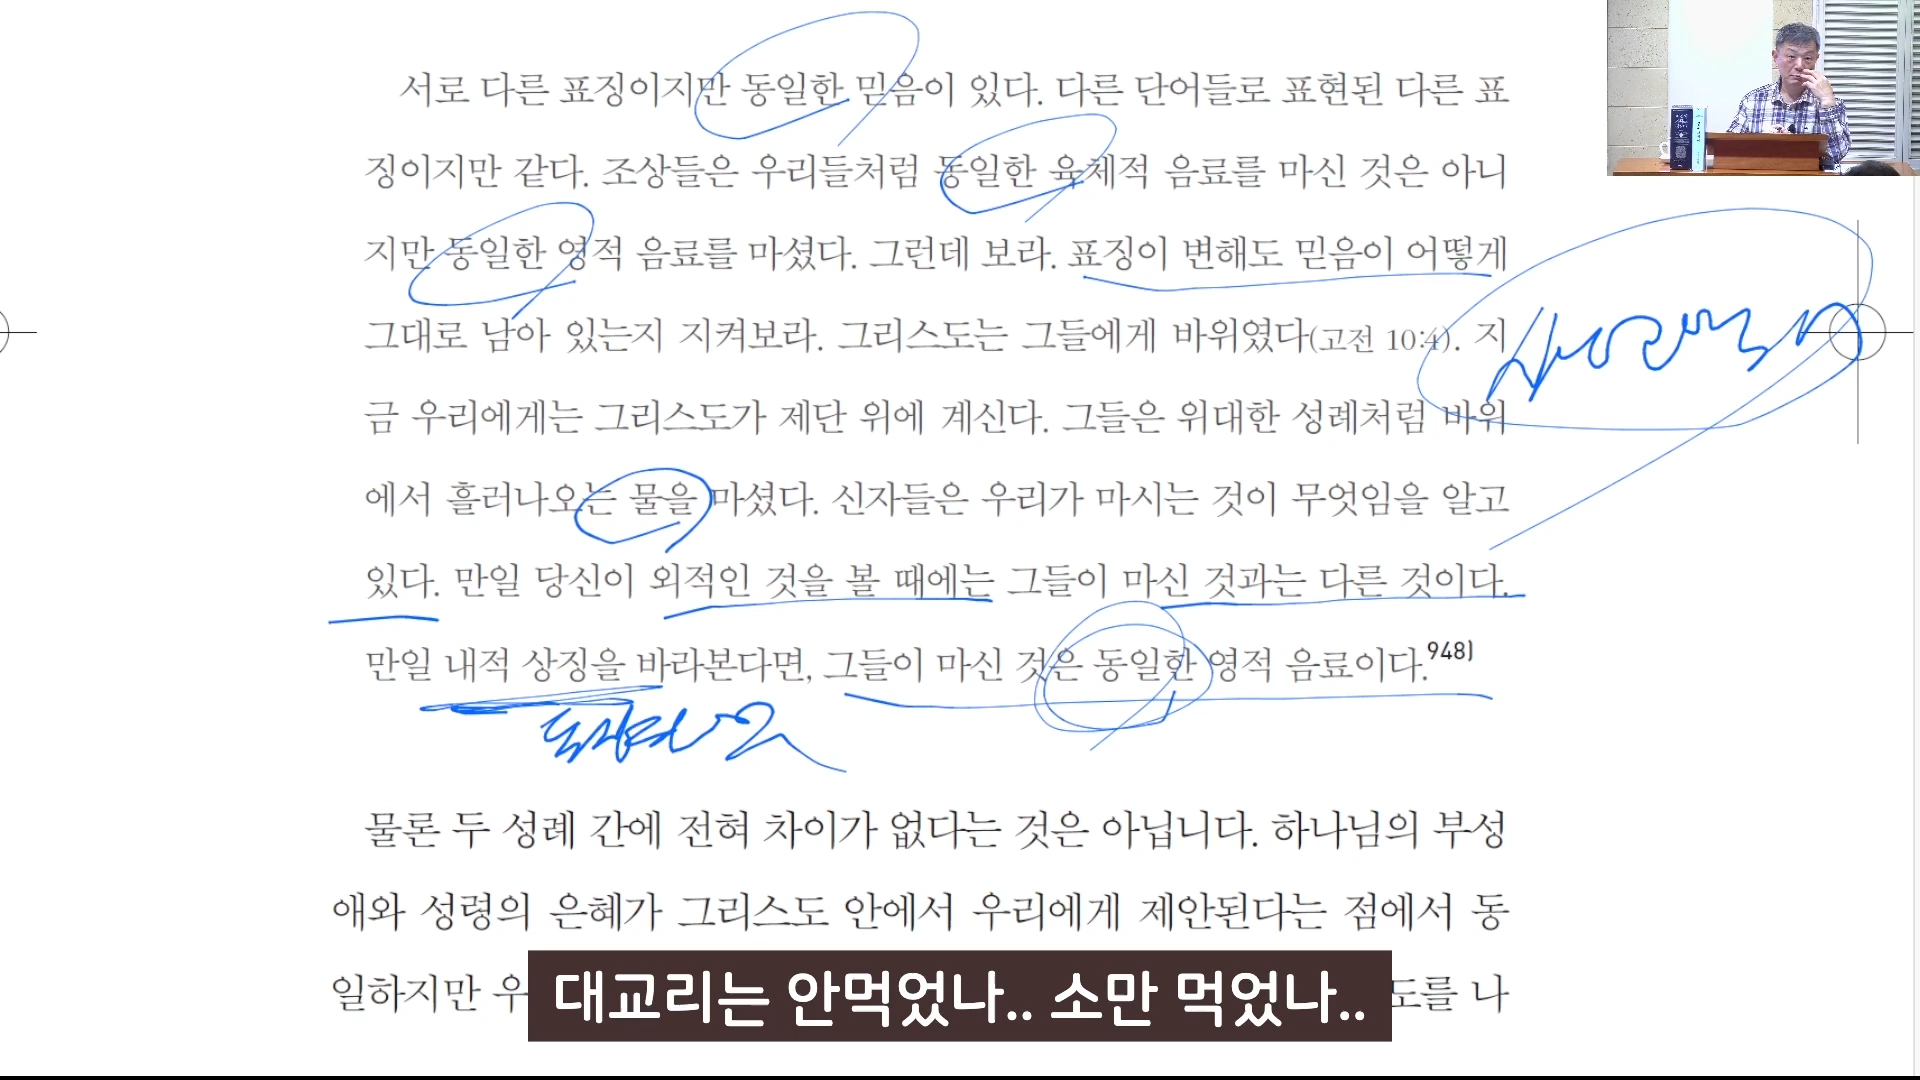 서로 다른 표징이지만 동일한 믿음이 있다. 다른 단어들로 표현된 다른 표
징이지만 같다. 조상들은 우리들처럼 동일한 육체적 음료를 마신 것은 아니
지만 동일한 영적 음료를 마셨다. 그런데 보라. 표징이 변해도 믿음이 어떻게
그대로 남아 있는지 지켜보라. 그리스도는 그들에게 바위였다(고전 10:4). 지
금 우리에게는 그리스도가 제단 위에 계신다. 그들은 위대한 성례처럼 바위
에서 흘러나오는 물을 마셨다. 신자들은 우리가 마시는 것이 무엇임을 알고
있다. 만일 당신이 외적인 것을 볼 때에는 그들이 마신 것과는 다른 것이다.
만일 내적 상징을 바라본다면, 그들이 마신 것은 동일한 영적 음료이다.948)
물론 두 성례 간에 전혀 차이가 없다는 것은 아닙니다. 하나님의 부성
애와 성령의 은혜가 그리스도 안에서 우리에게 제안된다는 점에서 동
일하지만 우 도를 나
대교리는 안먹었나.. 소만 먹었나..